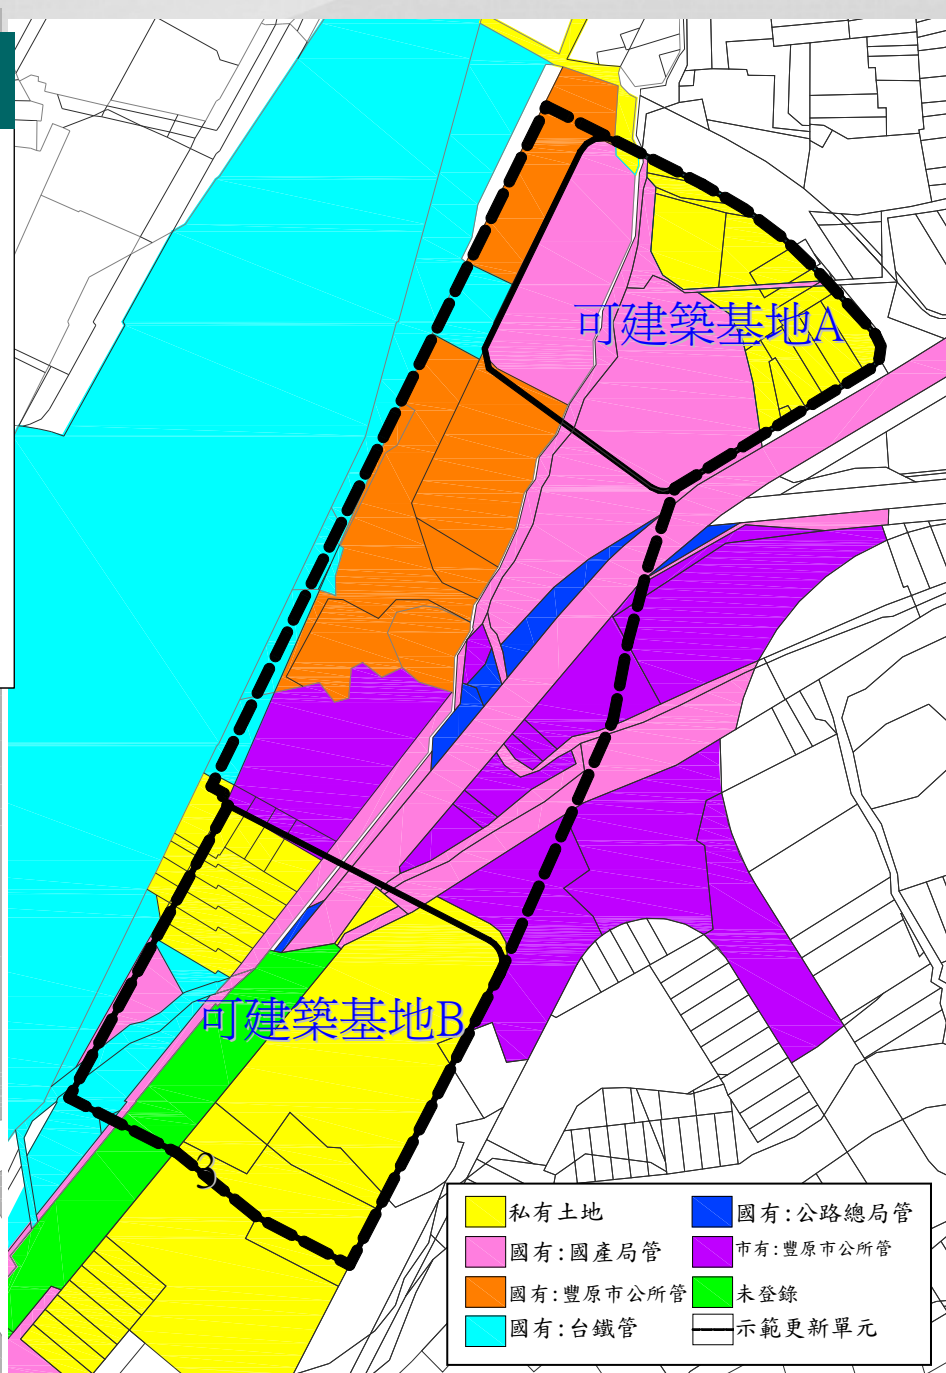 可建築基地A
可建築基地B
3
私有土地
國有:公路總局管
國有:國產局管
市有:豐原市公所管
國有:豐原市公所管
未登錄
國有:台鐵管
示範更新單元